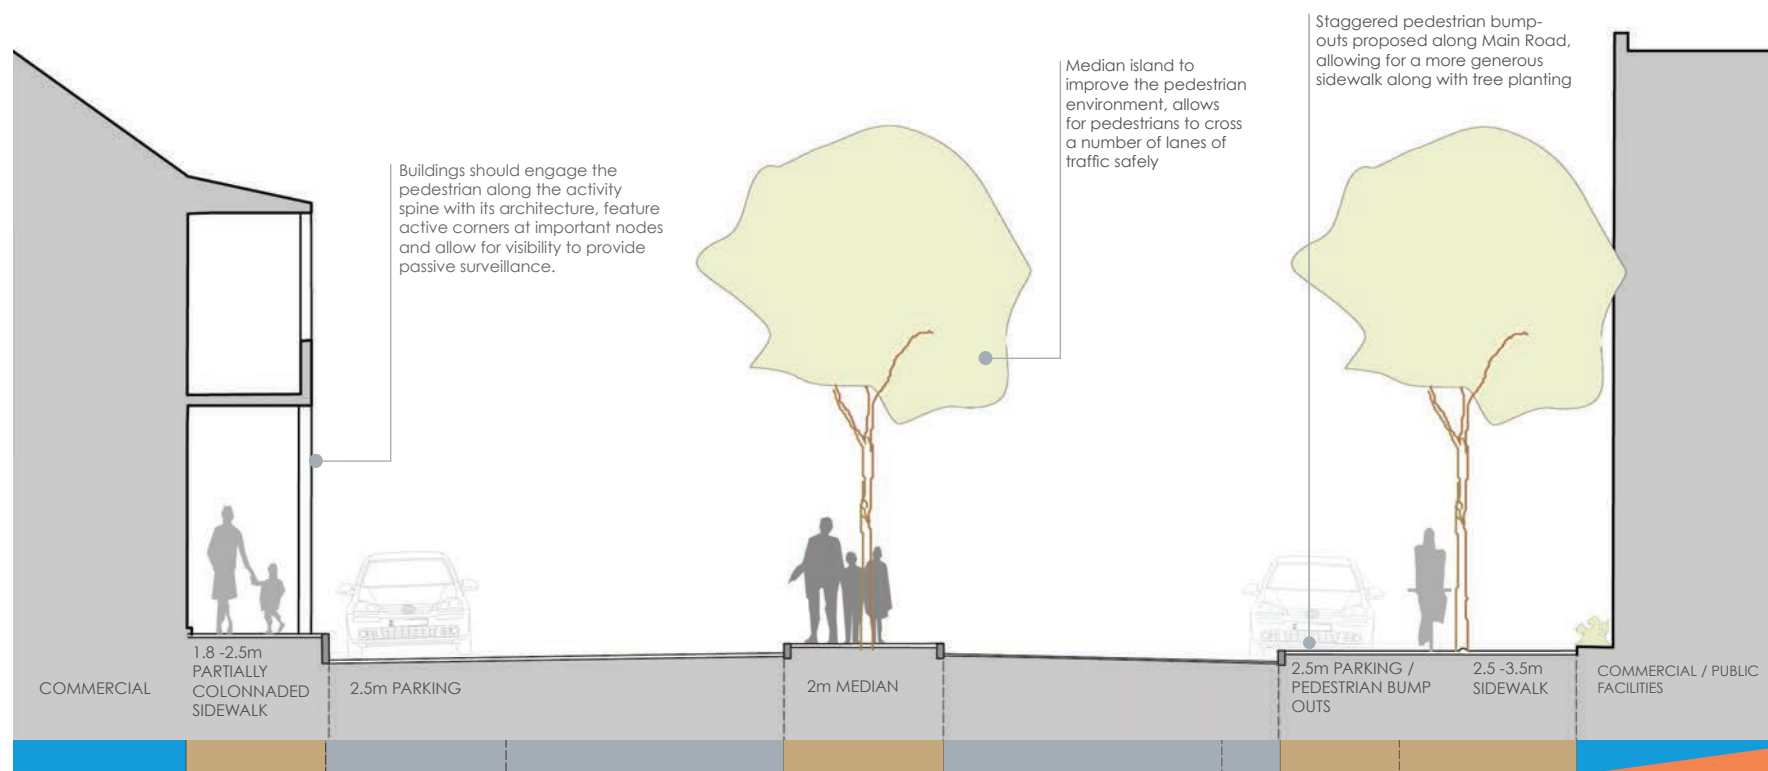 Staggered pedestrian bump-
outs proposed along Main Road,
allowing for a more generous
sidewalk along with tree planting
Median island to
improve the pedestrian
environment, allows
for pedestrians to cross
a number of lanes of
traffic safely
Buildings should engage the
pedestrian along the activity
spine with its architecture, feature
active corners at important nodes
and allow for visibility to provide
passive surveillance.
COMMERCIAL
1.8 -2.5m
PARTIALLY
COLONNADED
SIDEWALK
2.5m PARKING
2m MEDIAN
2.5m PARKING /
PEDESTRIAN BUMP
OUTS
2.5 -3.5m
SIDEWALK
COMMERCIAL / PUBLIC
FACILITIES